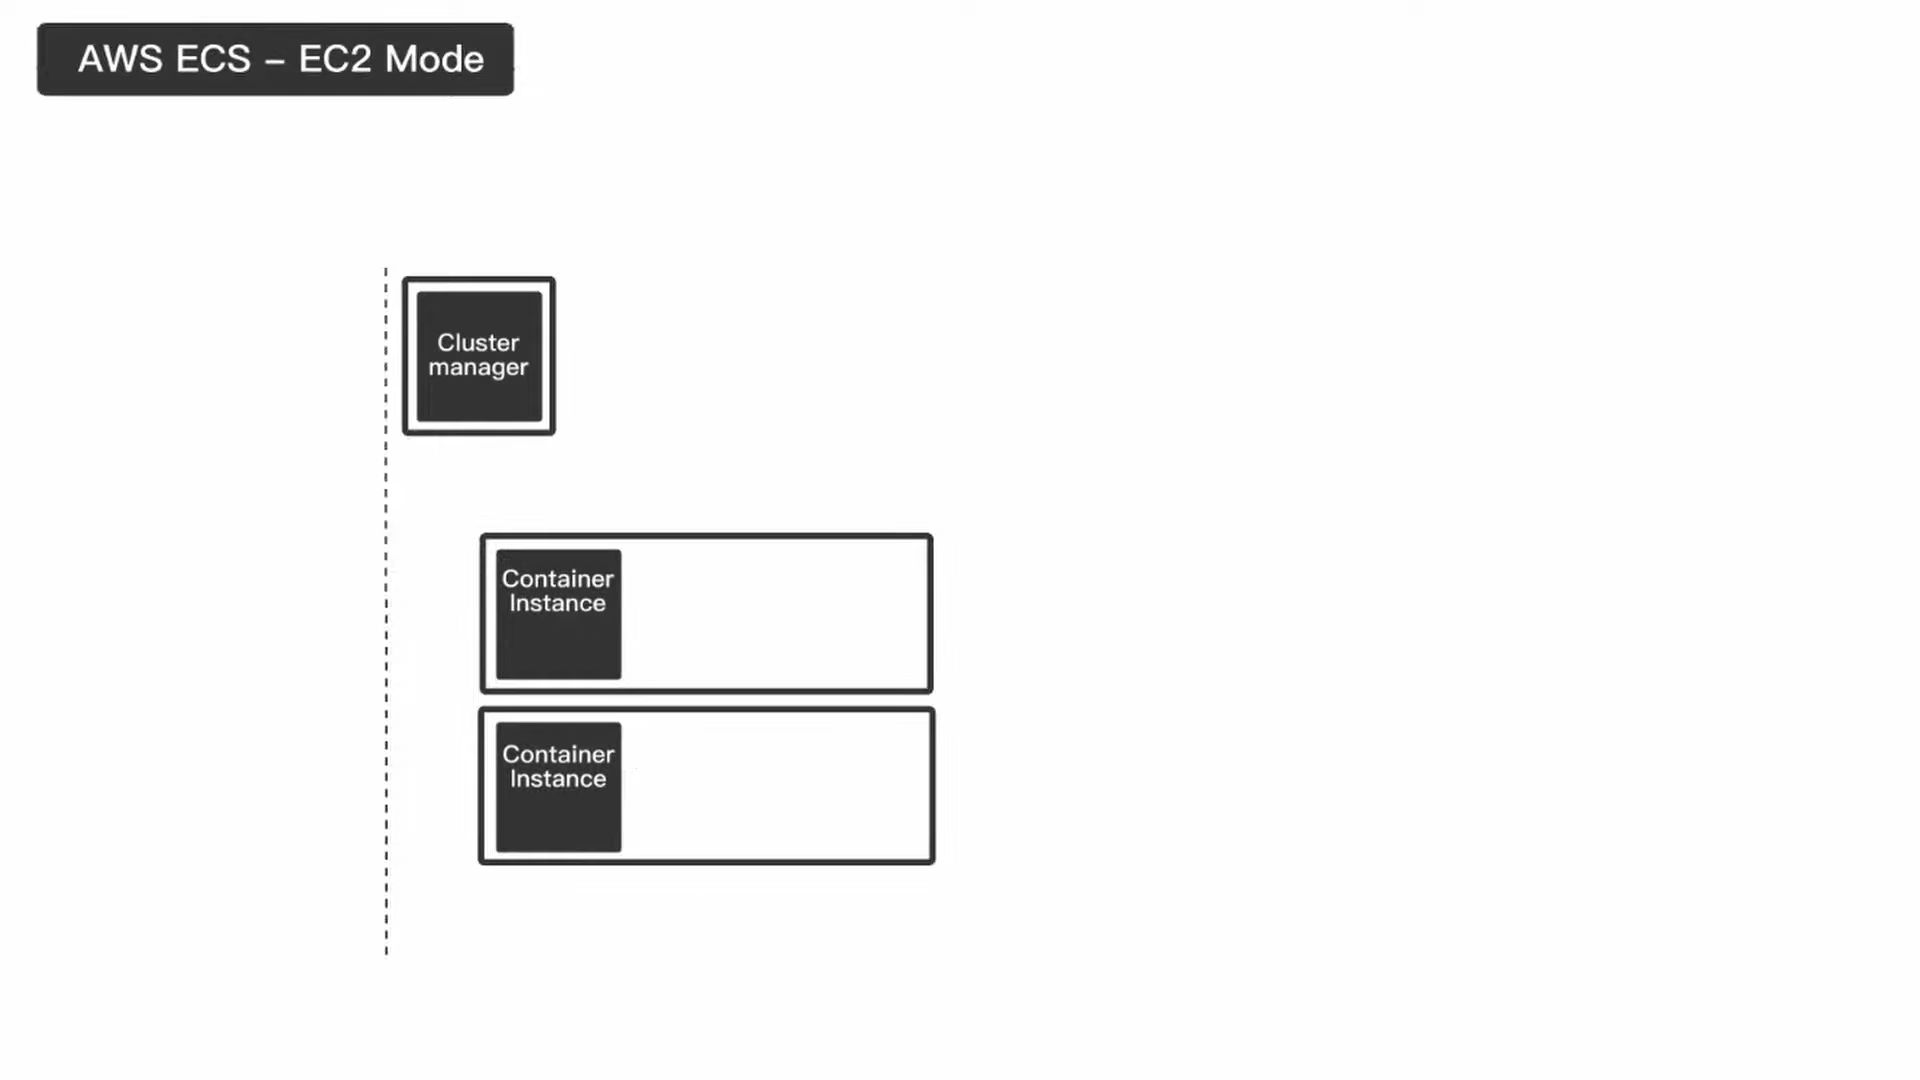 AWS ECS – EC2 Mode
Cluster
manager
Container
Instance
Container
Instance